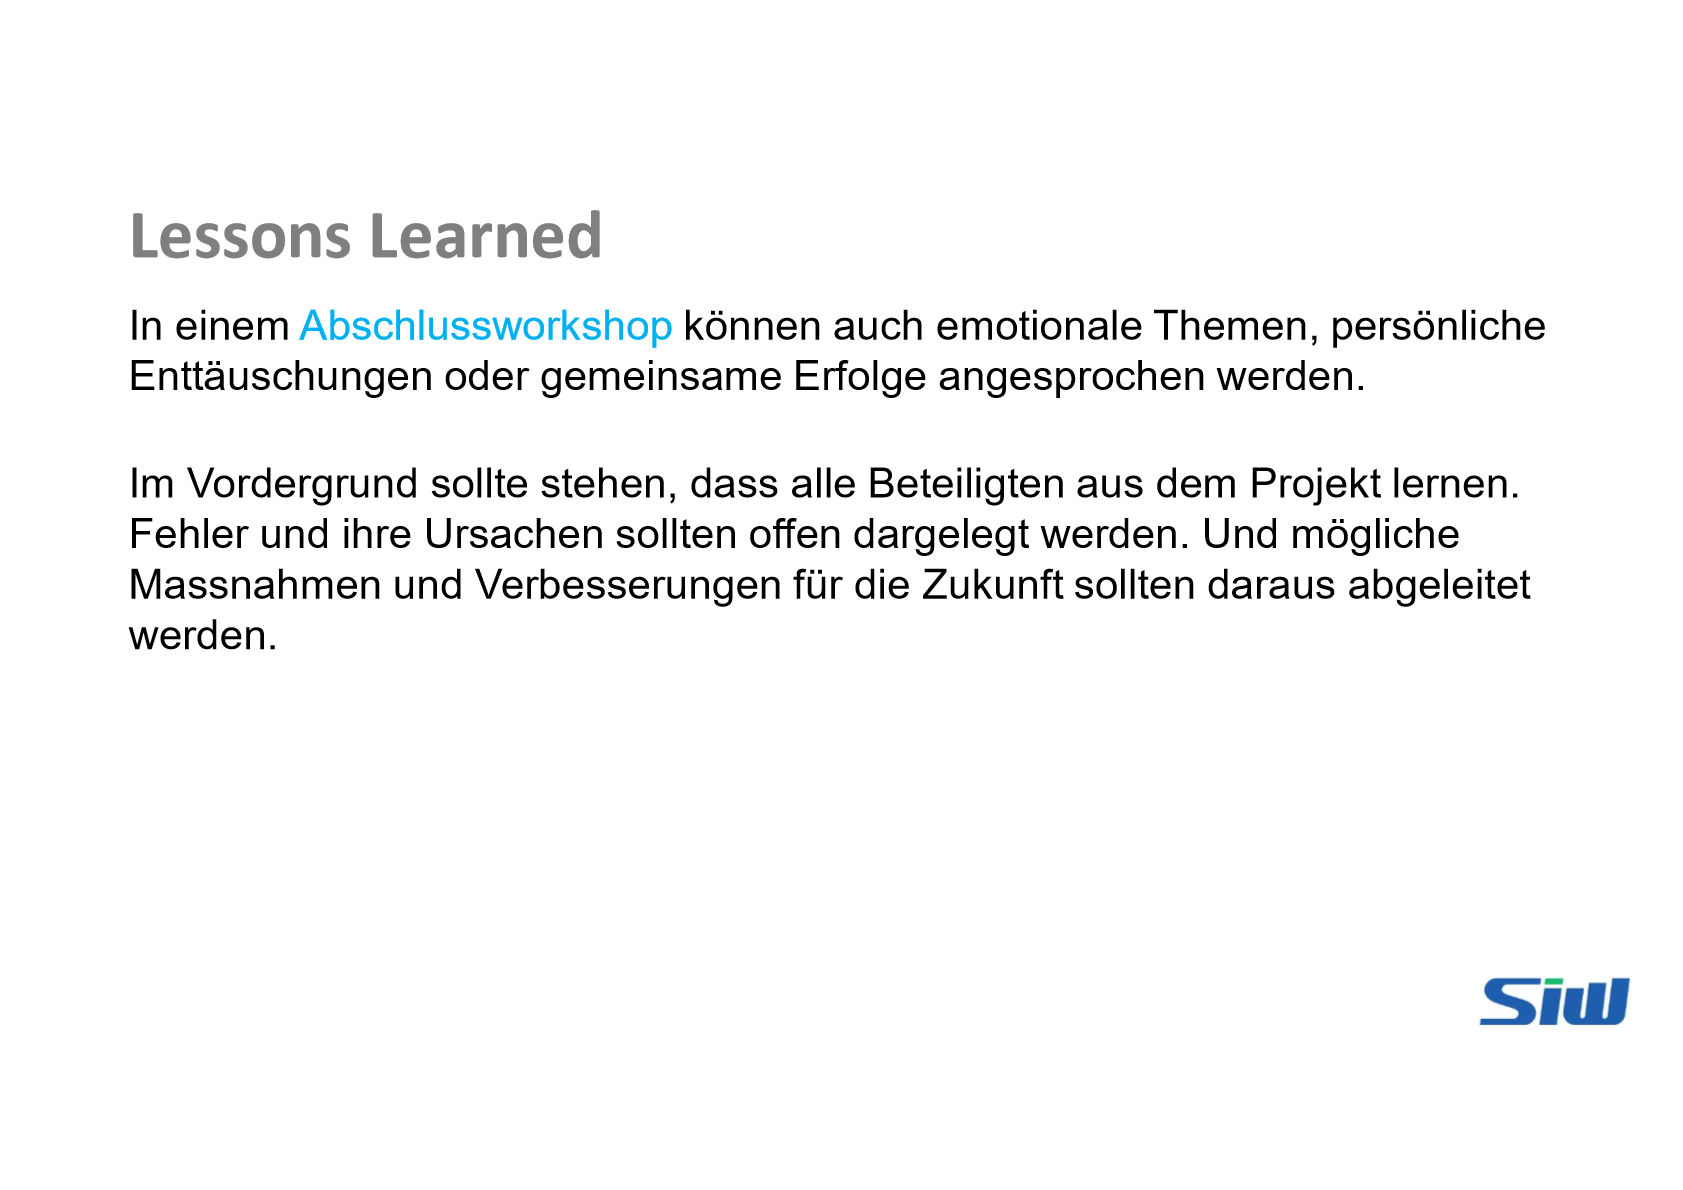 Lessons Learned
In einem Abschlussworkshop können auch emotionale Themen, persönliche
Enttäuschungen oder gemeinsame Erfolge angesprochen werden.
Im Vordergrund sollte stehen, dass alle Beteiligten aus dem Projekt lernen.
Fehler und ihre Ursachen sollten offen dargelegt werden. Und mögliche
Massnahmen und Verbesserungen für die Zukunft sollten daraus abgeleitet
werden.
Siw